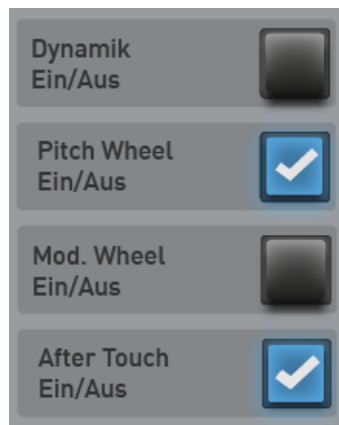 Dynamik
Ein/Aus
Pitch Wheel
Ein/Aus
Mod. Wheel
Ein/Aus
After Touch
Ein/Aus